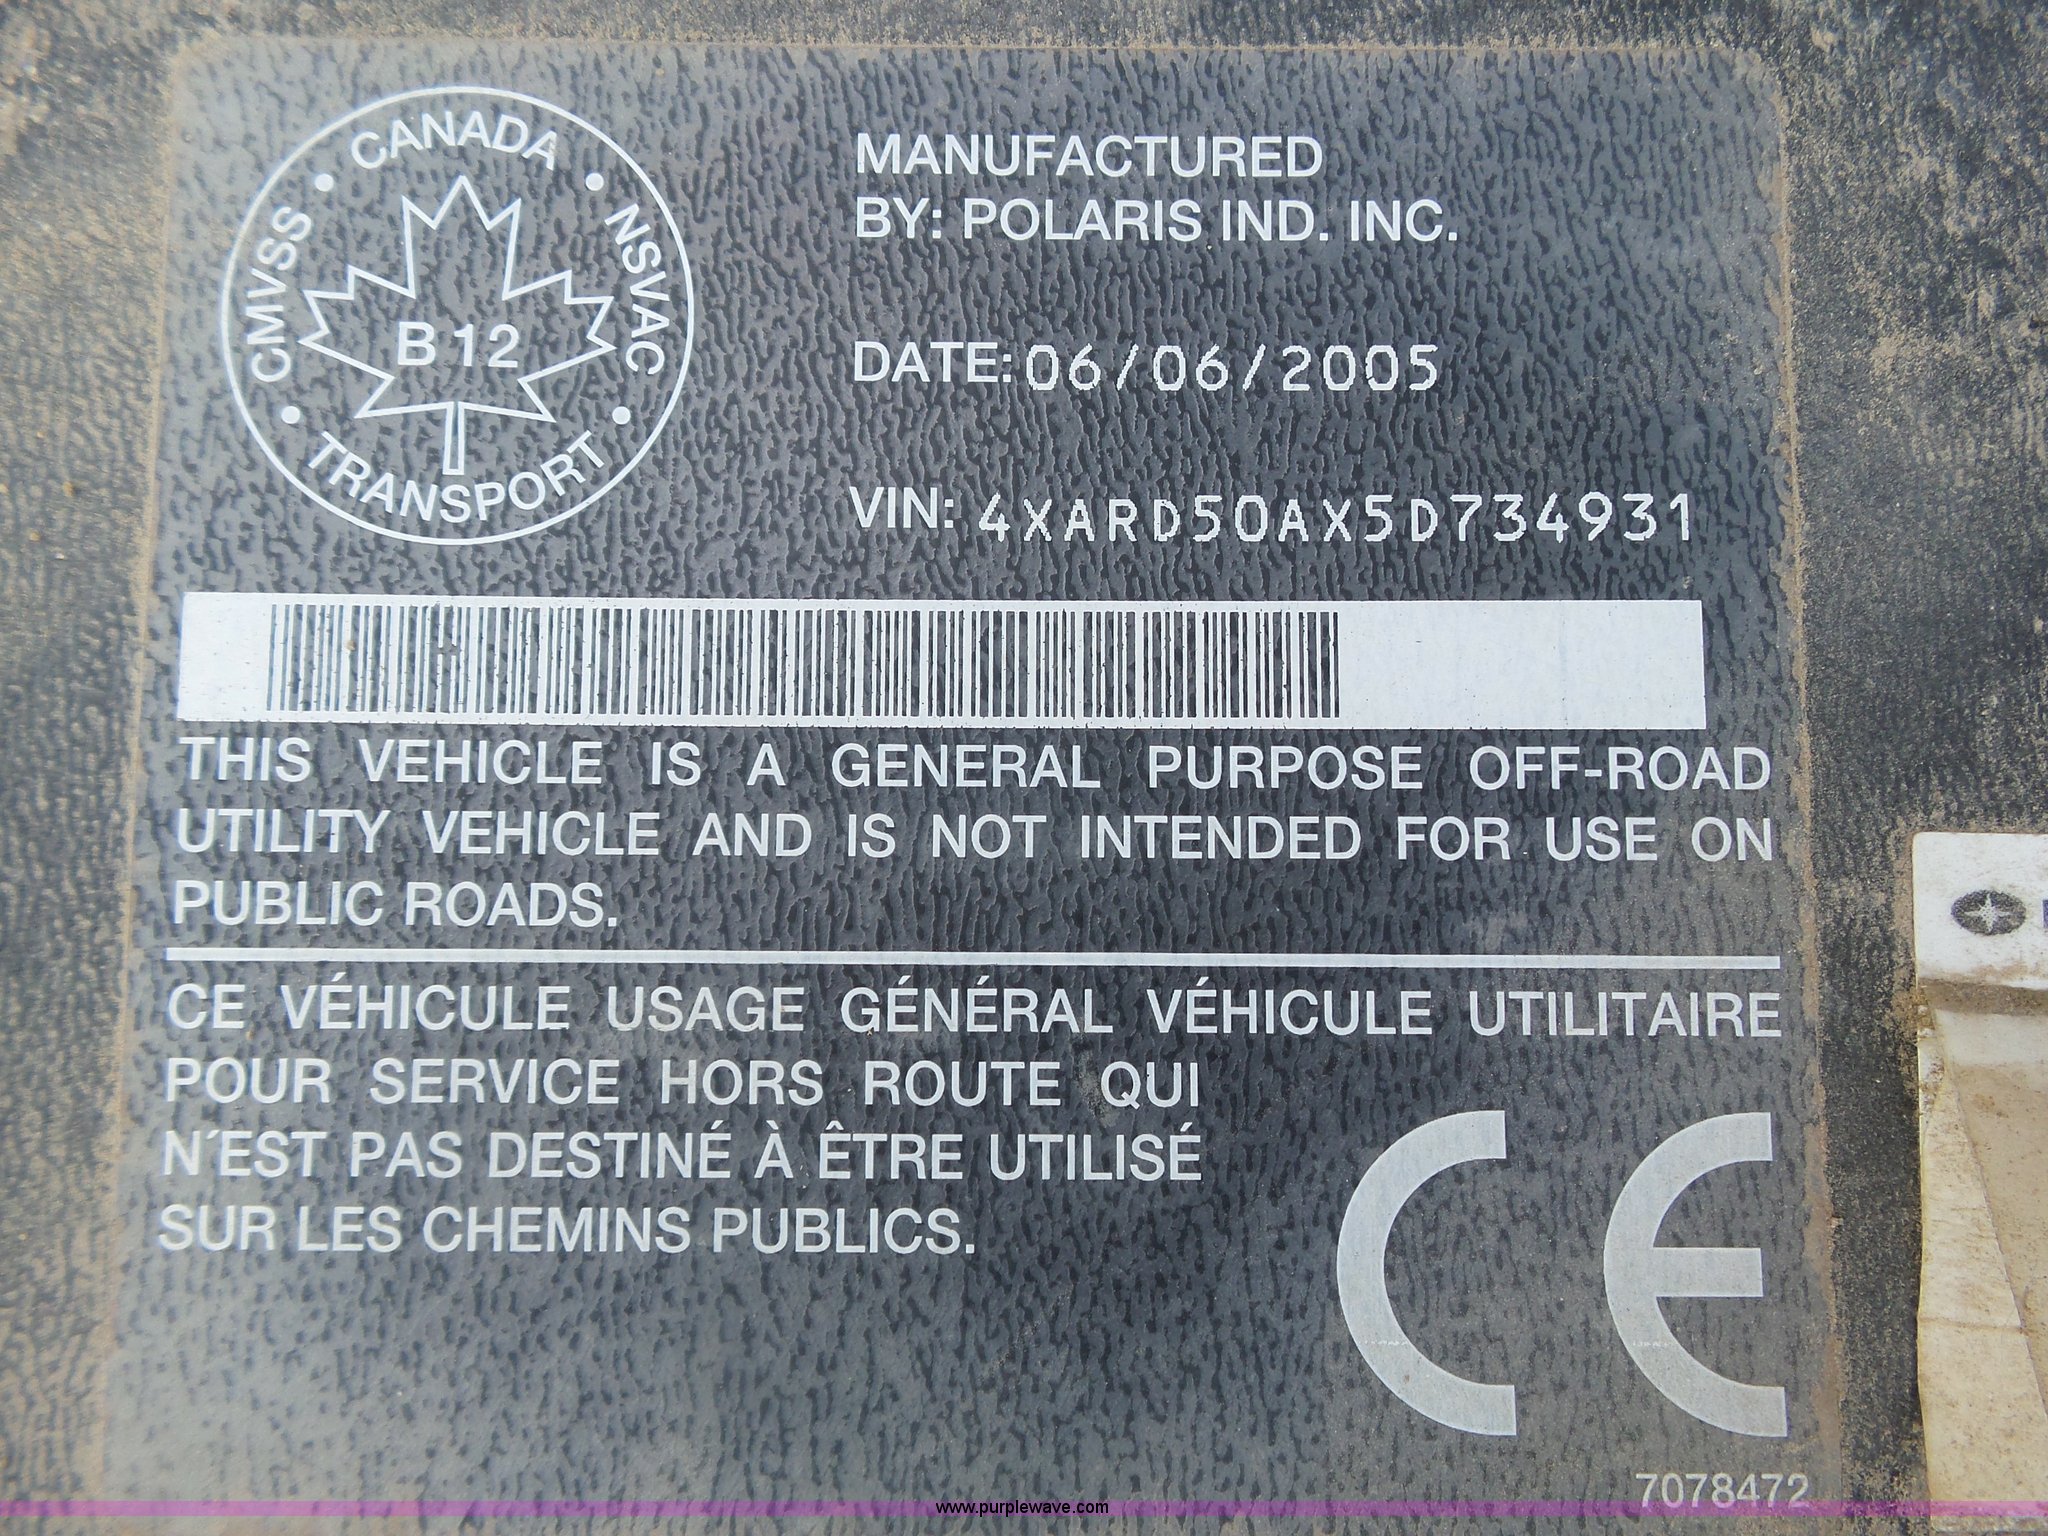 CANADA
CMVSS
NSVAC
B 12
TRANSPORT
MANUFACTURED
BY: POLARIS IND. INC.
DATE: 06/06/2005
VIN: 4XARD50AX5D734931
THIS VEHICLE IS A GENERAL PURPOSE OFF-ROAD
UTILITY VEHICLE AND IS NOT INTENDED FOR USE ON
PUBLIC ROADS.
CE VÉHICULE USAGE GÉNÉRAL VÉHICULE UTILITAIRE
POUR SERVICE HORS ROUTE QUI
N´EST PAS DESTINÉ À ÊTRE UTILISÉ
SUR LES CHEMINS PUBLICS.
CE
7078472
www.purplewave.com